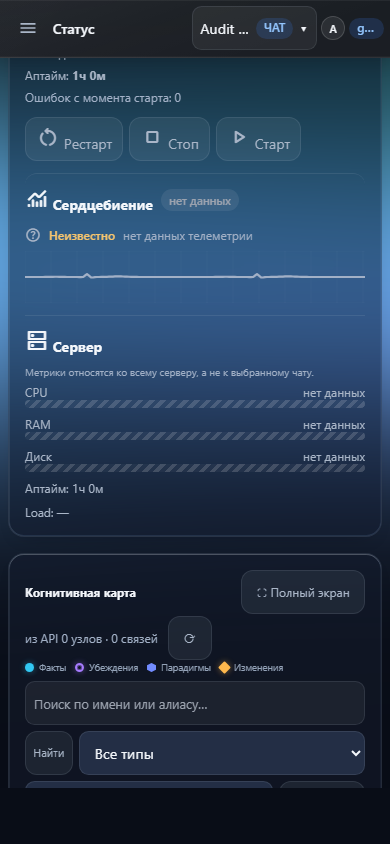 Статус
Audit ... ЧАТ ▾ A g...
Аптайм: 1ч 0м
Ошибок с момента старта: 0
Рестарт Стоп Старт
Сердцебиение нет данных
Неизвестно нет данных телеметрии
Сервер
Метрики относятся ко всему серверу, а не к выбранному чату.
CPU нет данных
RAM нет данных
Диск нет данных
Аптайм: 1ч 0м
Load: —
Когнитивная карта
Полный экран
из API 0 узлов · 0 связей
Факты Убеждения Парадигмы Изменения
Поиск по имени или алиасу...
Найти Все типы